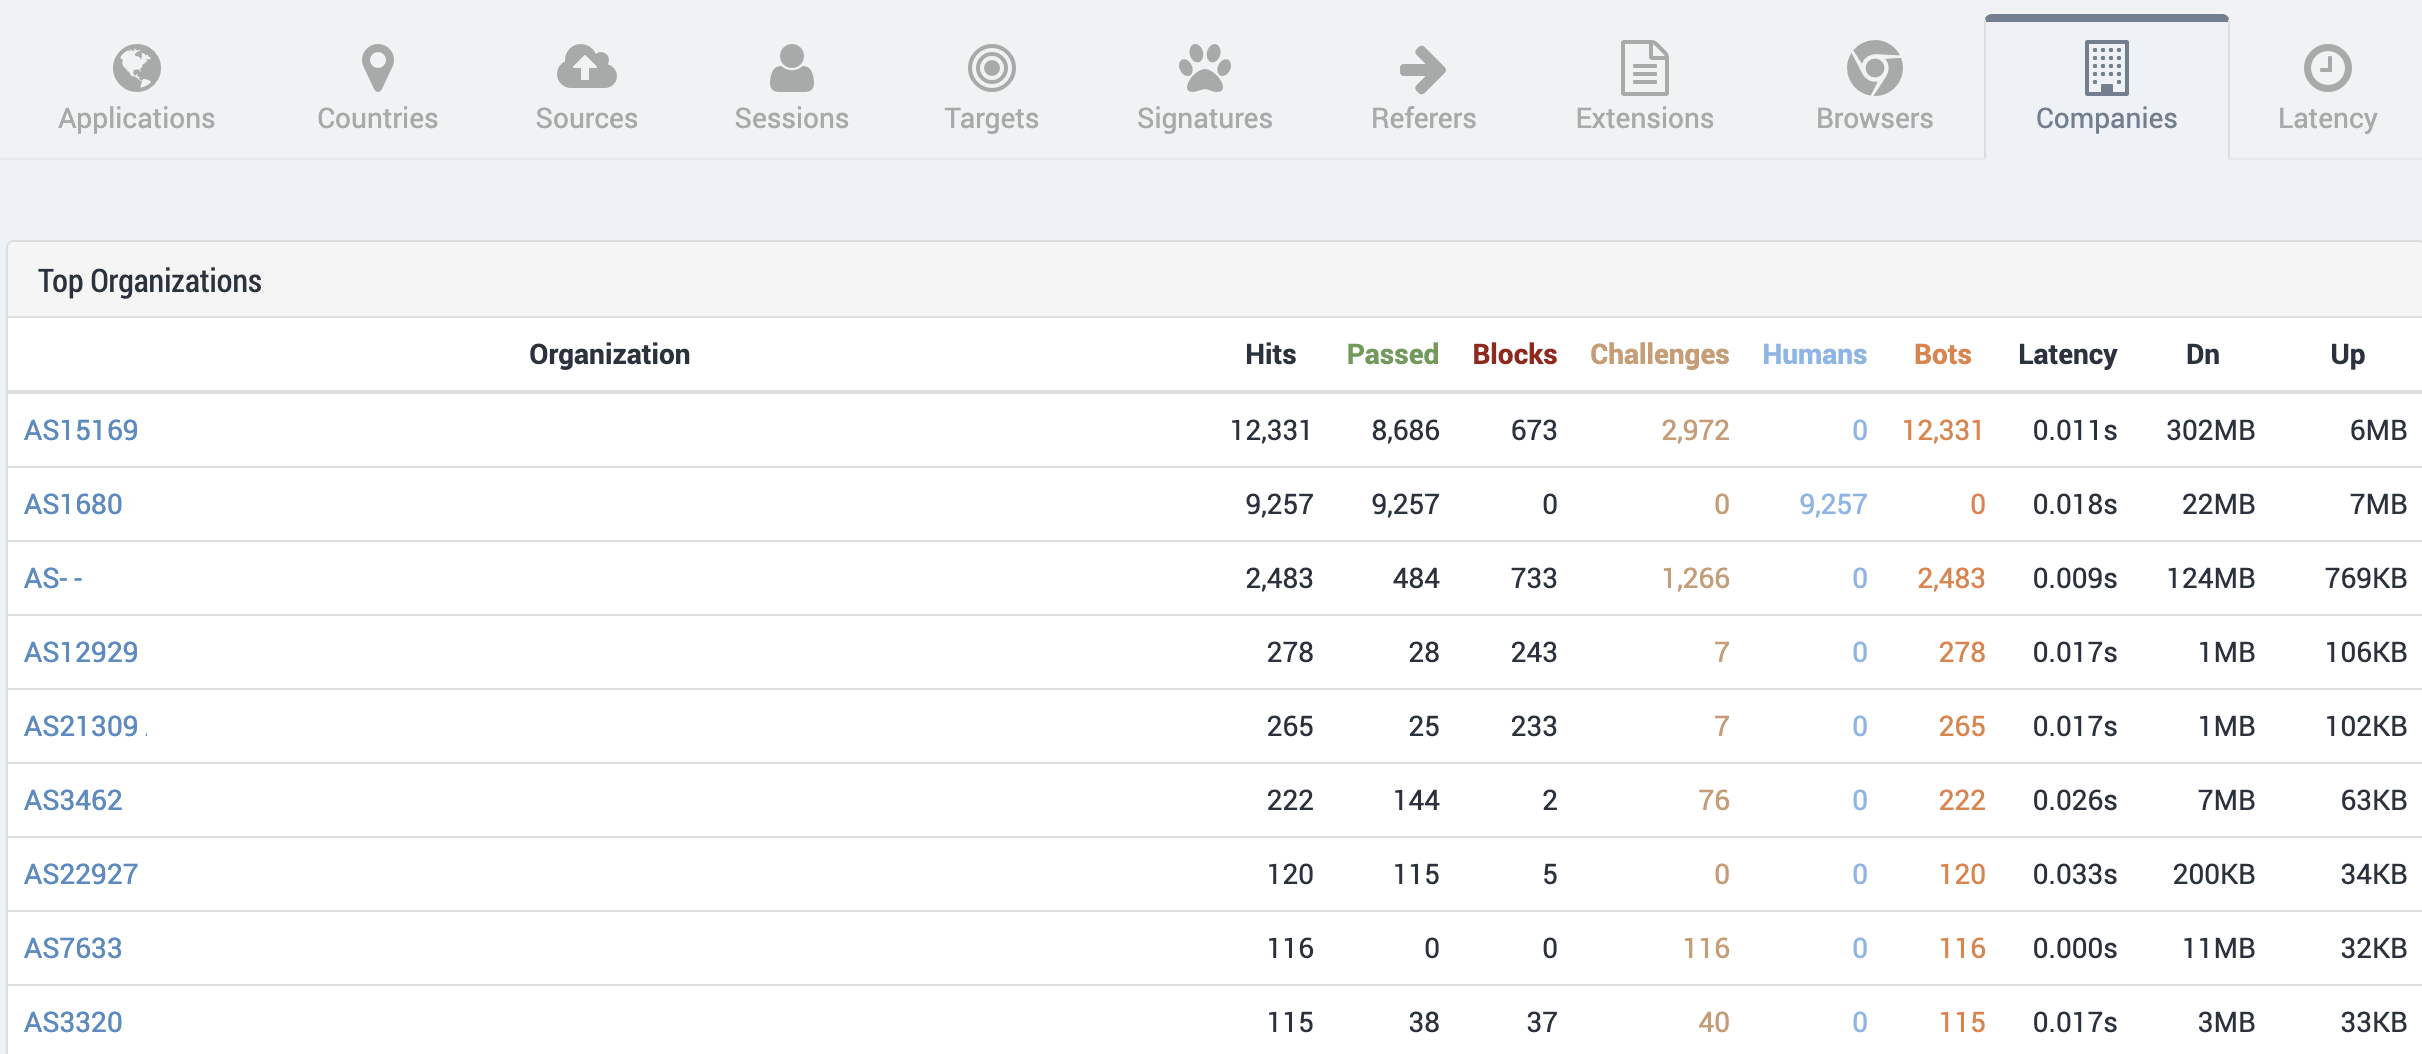 Applications Countries Sources Sessions Targets Signatures Referers Extensions Browsers Companies Latency
Top Organizations
Organization Hits Passed Blocks Challenges Humans Bots Latency Dn Up
AS15169 12,331 8,686 673 2,972 0 12,331 0.011s 302MB 6MB
AS1680 9,257 9,257 0 0 9,257 0 0.018s 22MB 7MB
AS- - 2,483 484 733 1,266 0 2,483 0.009s 124MB 769KB
AS12929 278 28 243 7 0 278 0.017s 1MB 106KB
AS21309 265 25 233 7 0 265 0.017s 1MB 102KB
AS3462 222 144 2 76 0 222 0.026s 7MB 63KB
AS22927 120 115 5 0 0 120 0.033s 200KB 34KB
AS7633 116 0 0 116 0 116 0.000s 11MB 32KB
AS3320 115 38 37 40 0 115 0.017s 3MB 33KB